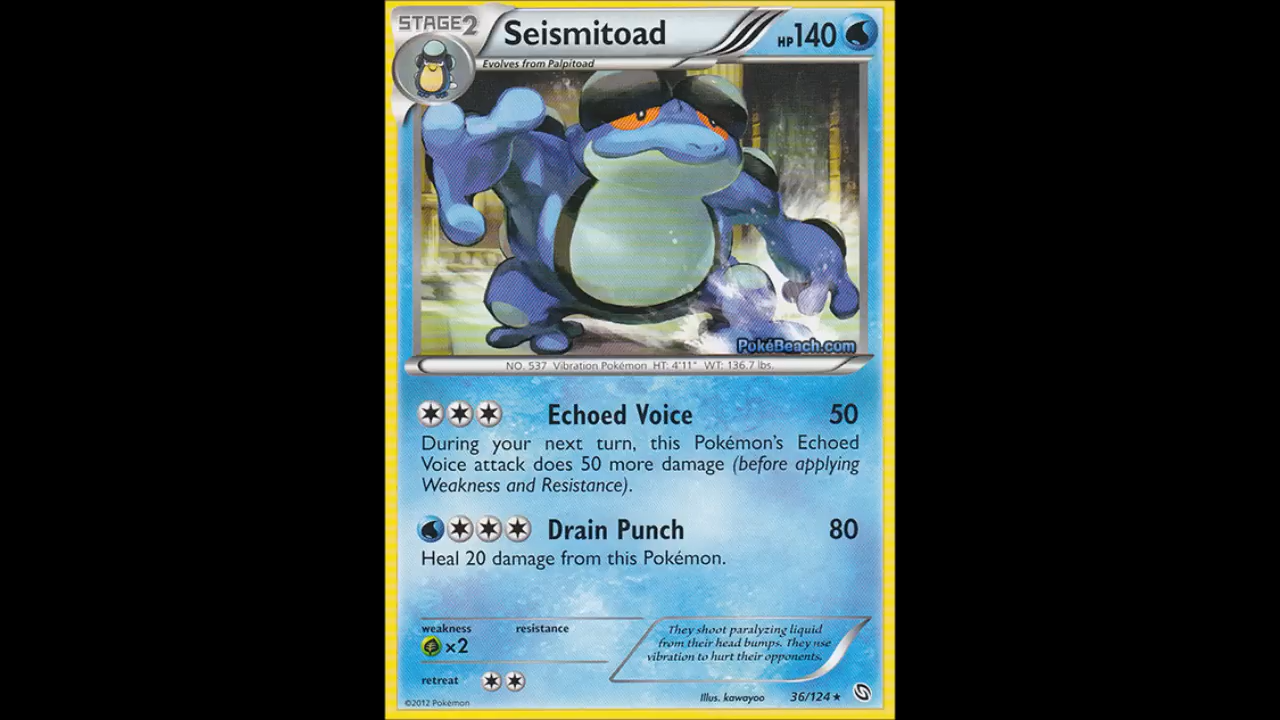 STAGE2
Seismitoad
HP140
Evolves from Palpitoad
PokéBeach.com
NO. 537 Vibration Pokémon HT: 4'11" WT: 136.7 lbs.
Echoed Voice 50
During your next turn, this Pokémon's Echoed
Voice attack does 50 more damage (before applying
Weakness and Resistance).
Drain Punch 80
Heal 20 damage from this Pokémon.
weakness resistance
×2
They shoot paralyzing liquid
from their head bumps. They use
vibration to hurt their opponents.
retreat
Illus. kawayoo 36/124★
©2012 Pokémon